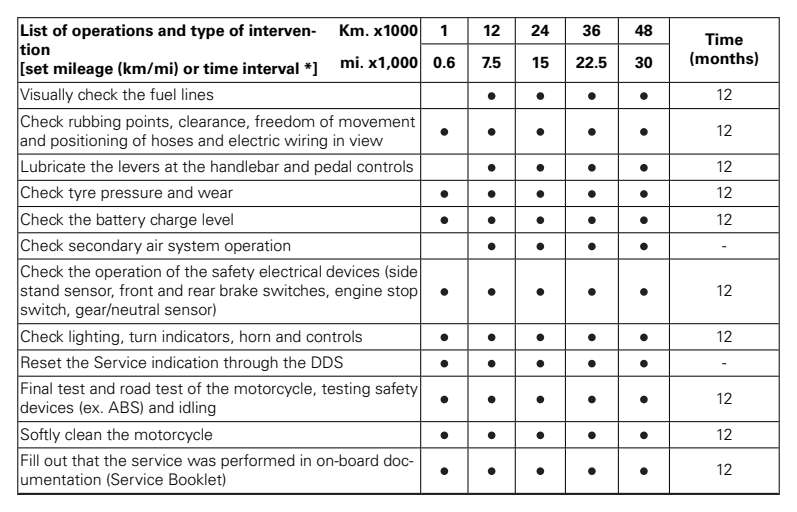 List of operations and type of interven- Km. x1000 1 12 24 36 48 Time
tion
[set mileage (km/mi) or time interval *] mi. x1,000 0.6 7.5 15 22.5 30 (months)
Visually check the fuel lines ● ● ● ● 12
Check rubbing points, clearance, freedom of movement
and positioning of hoses and electric wiring in view ● ● ● ● ● 12
Lubricate the levers at the handlebar and pedal controls ● ● ● ● 12
Check tyre pressure and wear ● ● ● ● ● 12
Check the battery charge level ● ● ● ● ● 12
Check secondary air system operation ● ● ● ● -
Check the operation of the safety electrical devices (side
stand sensor, front and rear brake switches, engine stop ● ● ● ● ● 12
switch, gear/neutral sensor)
Check lighting, turn indicators, horn and controls ● ● ● ● ● 12
Reset the Service indication through the DDS ● ● ● ● ● -
Final test and road test of the motorcycle, testing safety
devices (ex. ABS) and idling ● ● ● ● ● 12
Softly clean the motorcycle ● ● ● ● ● 12
Fill out that the service was performed in on-board doc-
umentation (Service Booklet) ● ● ● ● ● 12